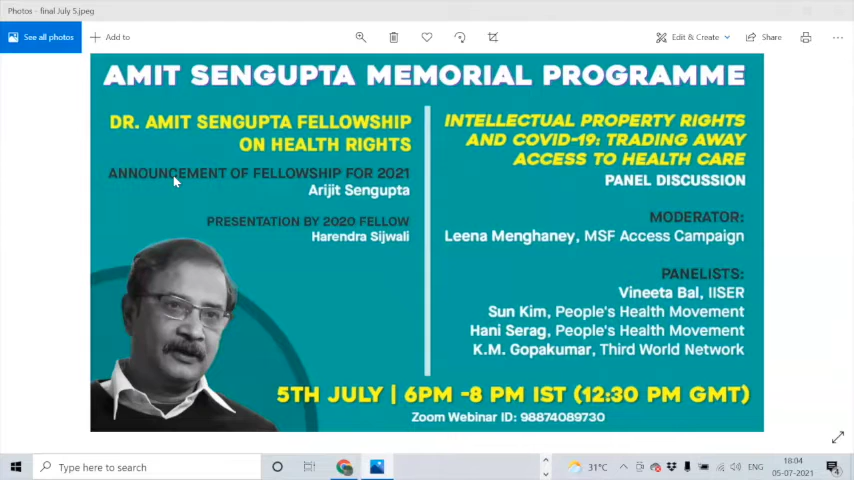 Photos - final July 5.jpeg
See all photos
Add to
Edit & Create
Share
AMIT SENGUPTA MEMORIAL PROGRAMME
DR. AMIT SENGUPTA FELLOWSHIP
ON HEALTH RIGHTS
ANNOUNCEMENT OF FELLOWSHIP FOR 2021
Arijit Sengupta
PRESENTATION BY 2020 FELLOW
Harendra Sijwali
INTELLECTUAL PROPERTY RIGHTS
AND COVID-19: TRADING AWAY
ACCESS TO HEALTH CARE
PANEL DISCUSSION
MODERATOR:
Leena Menghaney, MSF Access Campaign
PANELISTS:
Vineeta Bal, IISER
Sun Kim, People's Health Movement
Hani Serag, People's Health Movement
K.M. Gopakumar, Third World Network
5TH JULY | 6PM -8 PM IST (12:30 PM GMT)
Zoom Webinar ID: 98874089730
Type here to search
31°C
ENG
18:04
05-07-2021
4